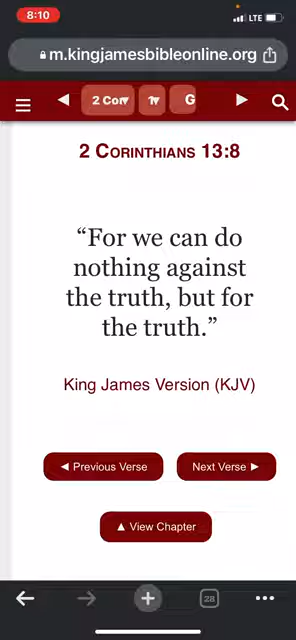 8:10 LTE
m.kingjamesbibleonline.org
2 Cor 1 G
2 Corinthians 13:8
“For we can do
nothing against
the truth, but for
the truth.”
King James Version (KJV)
◄ Previous Verse Next Verse ►
▲ View Chapter
28